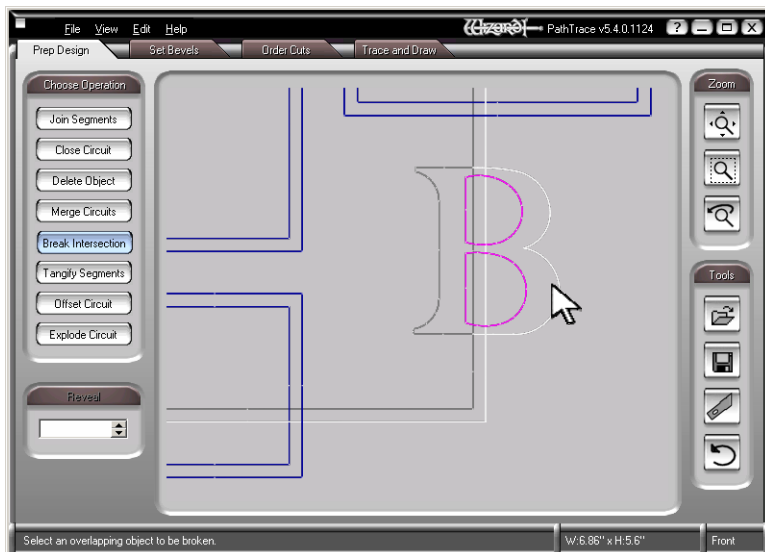 File View Edit Help
Wizard PathTrace v5.4.0.1124 ? X
Prep Design Set Bevels Order Cuts Trace and Draw
Choose Operation
Join Segments
Close Circuit
Delete Object
Merge Circuits
Break Intersection
Tangify Segments
Offset Circuit
Explode Circuit
Reveal
B
Zoom
Tools
Select an overlapping object to be broken. W:6.86" x H:5.6" Front